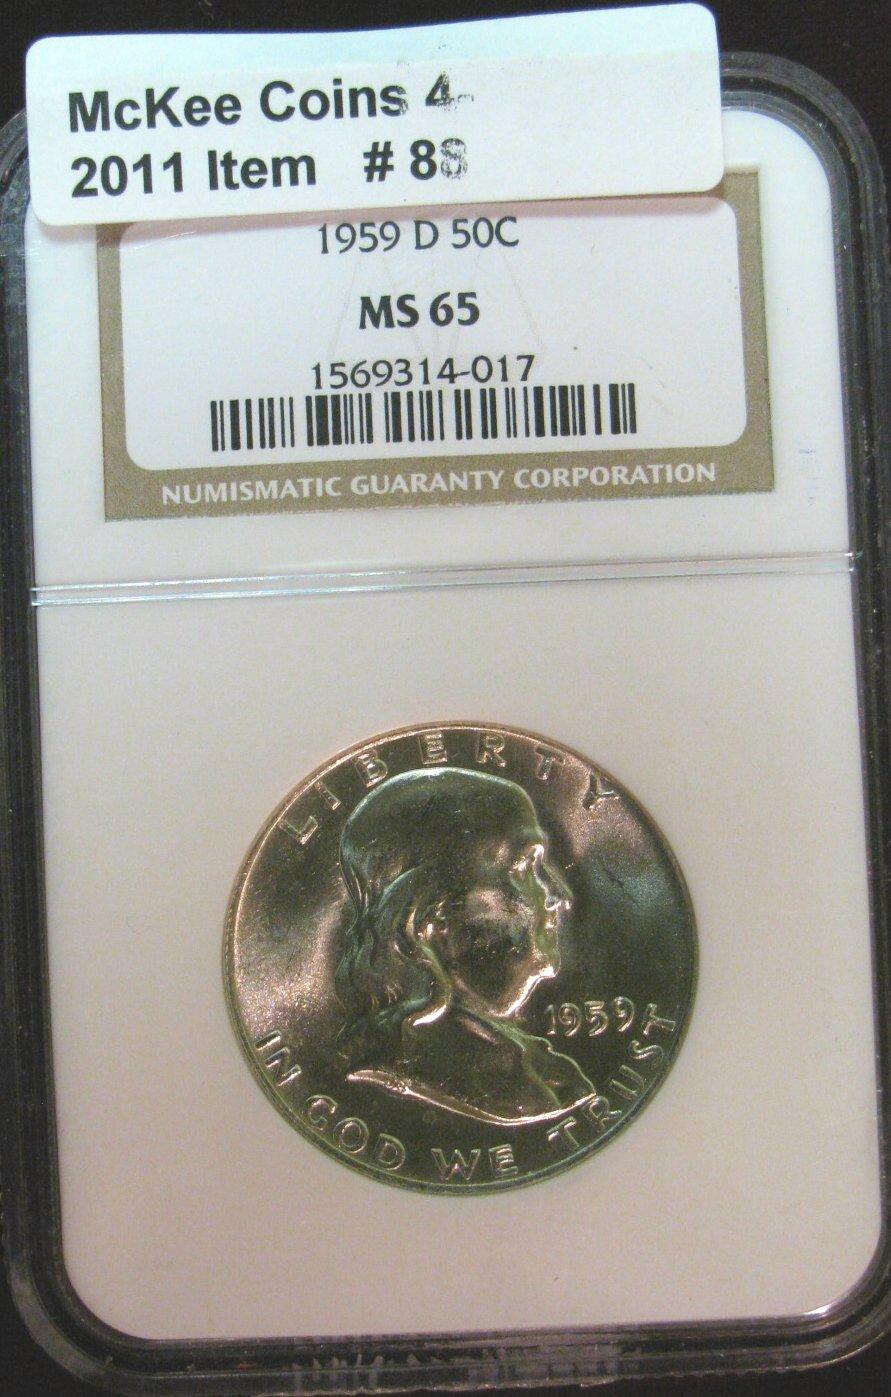 McKee Coins 4
2011 Item # 88
1959 D 50C
MS 65
1569314-017
NUMISMATIC GUARANTY CORPORATION
LIBERTY
1959
IN GOD WE TRUST